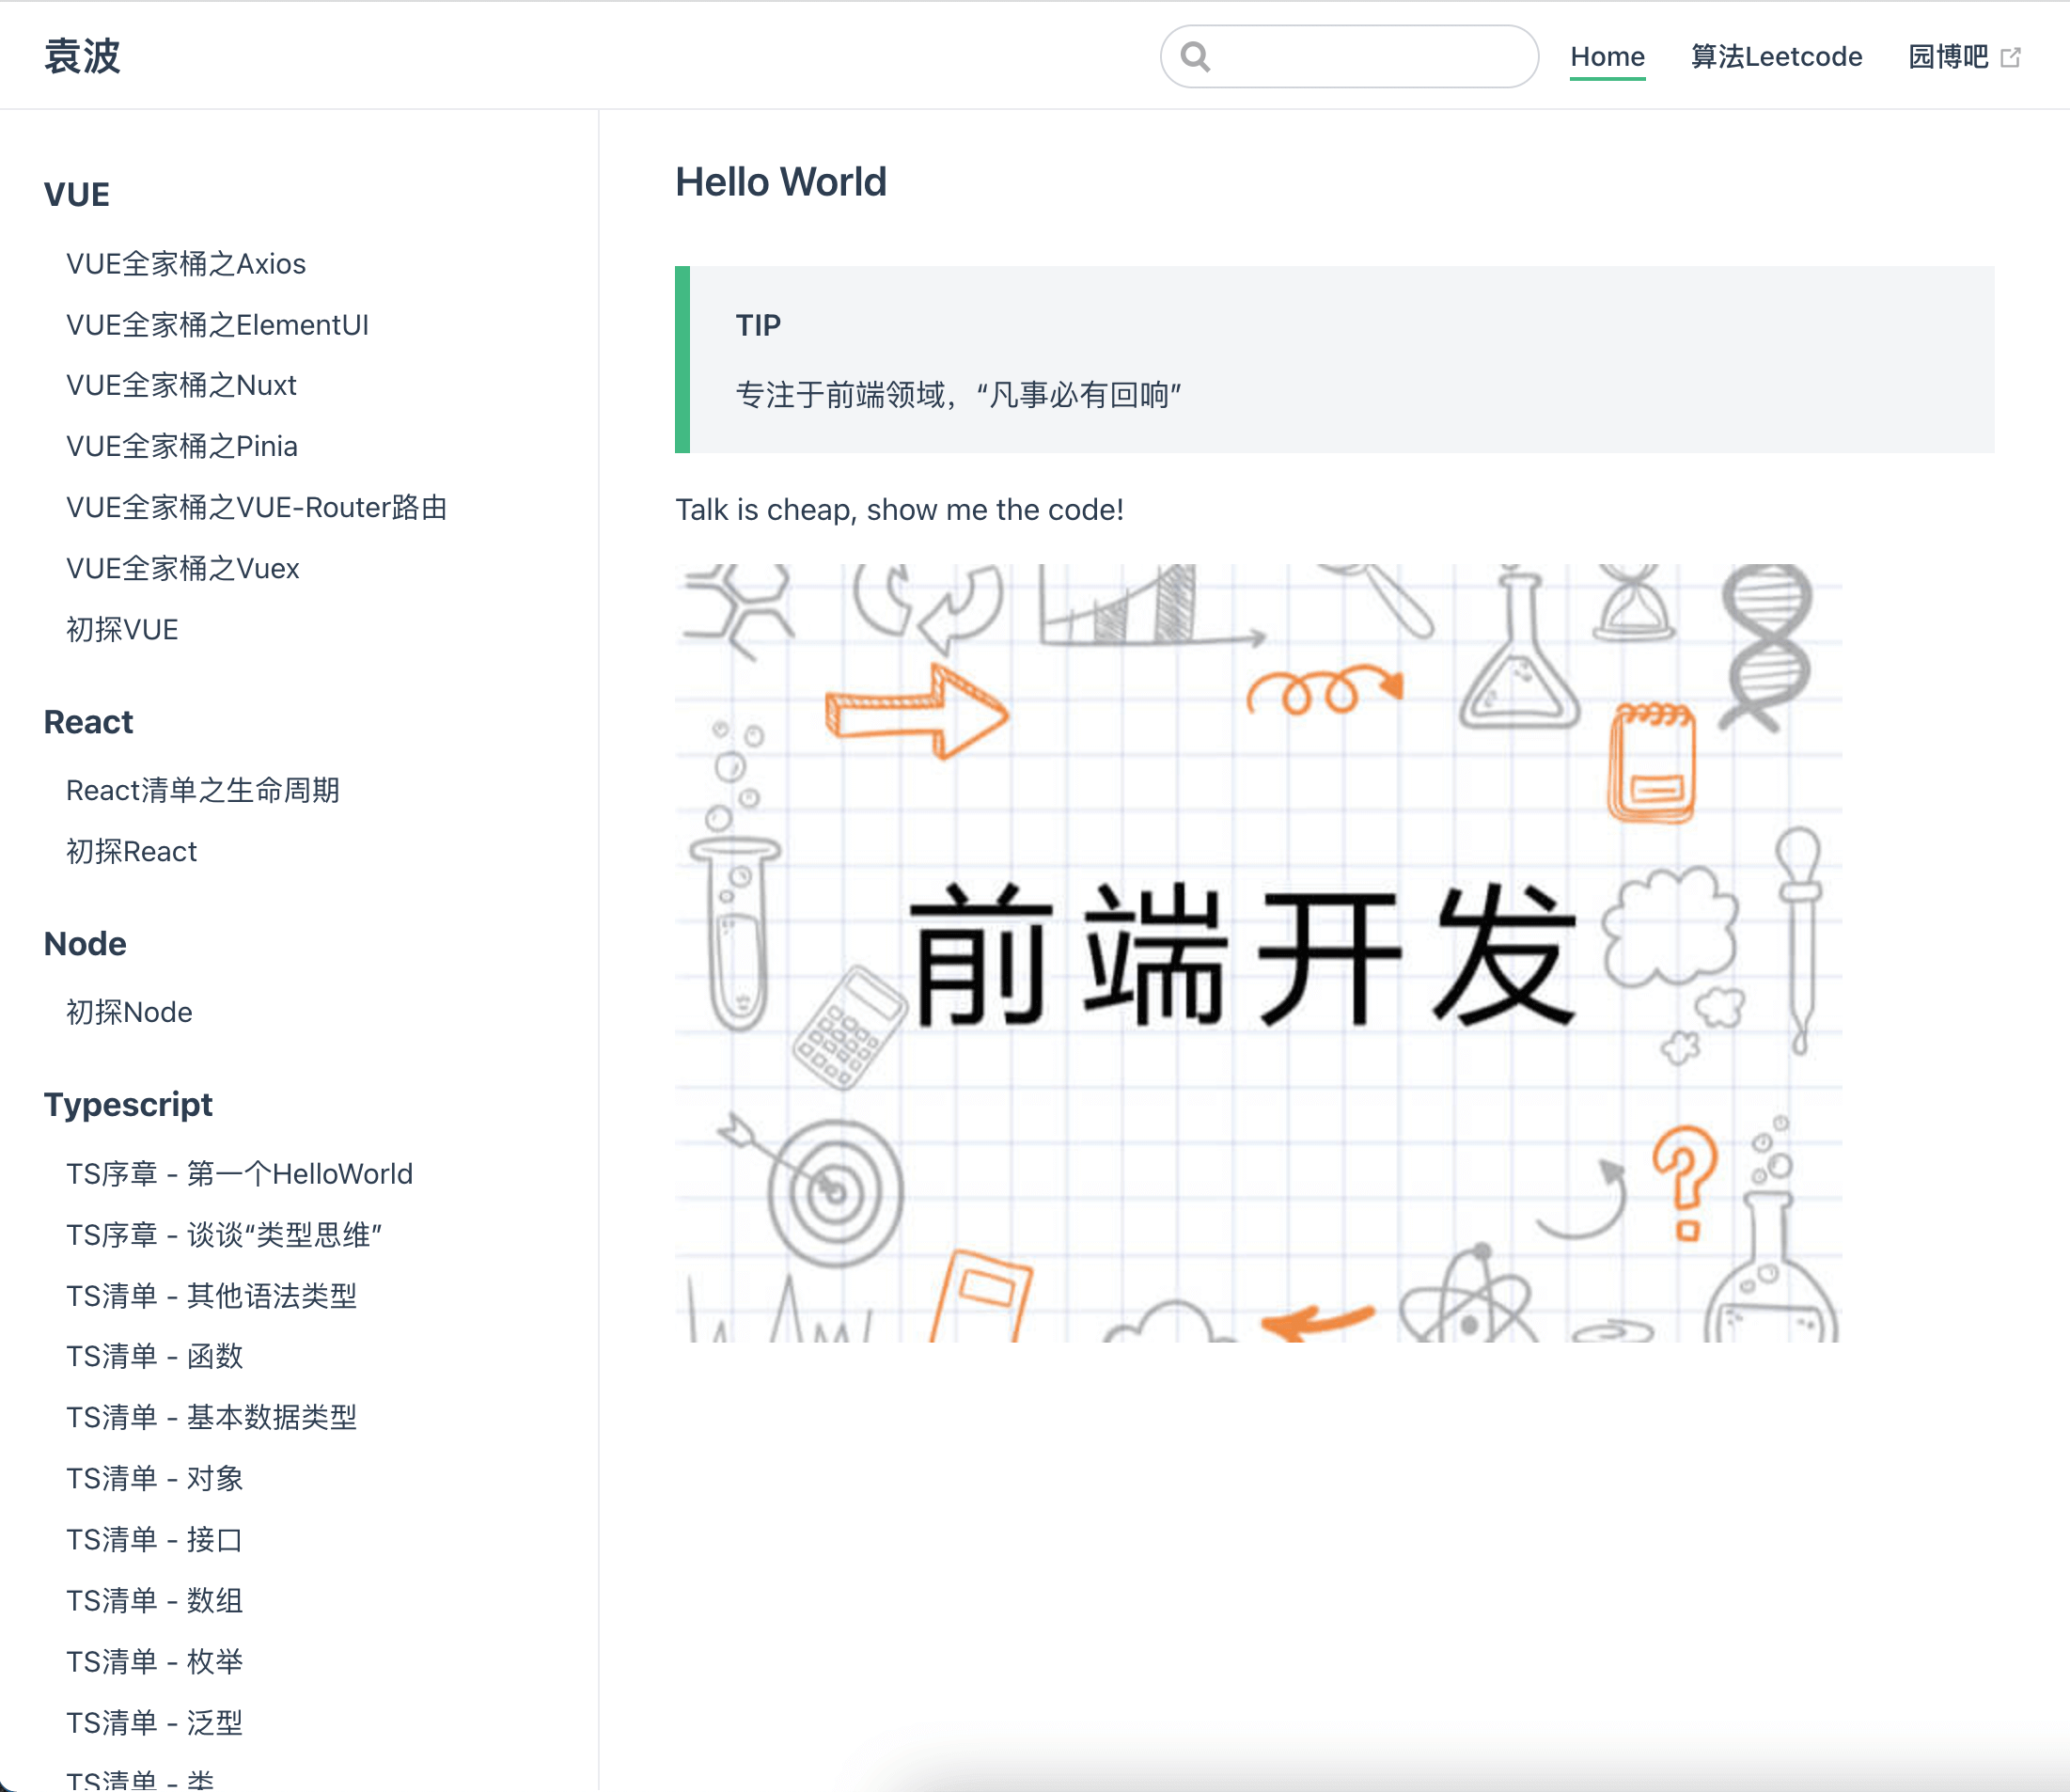 袁波
Home
算法Leetcode
园博吧
VUE
VUE全家桶之Axios
VUE全家桶之ElementUI
VUE全家桶之Nuxt
VUE全家桶之Pinia
VUE全家桶之VUE-Router路由
VUE全家桶之Vuex
初探VUE
React
React清单之生命周期
初探React
Node
初探Node
Typescript
TS序章 - 第一个HelloWorld
TS序章 - 谈谈“类型思维”
TS清单 - 其他语法类型
TS清单 - 函数
TS清单 - 基本数据类型
TS清单 - 对象
TS清单 - 接口
TS清单 - 数组
TS清单 - 枚举
TS清单 - 泛型
TS清单 - 类
Hello World
TIP
专注于前端领域，“凡事必有回响”
Talk is cheap, show me the code!
前端开发